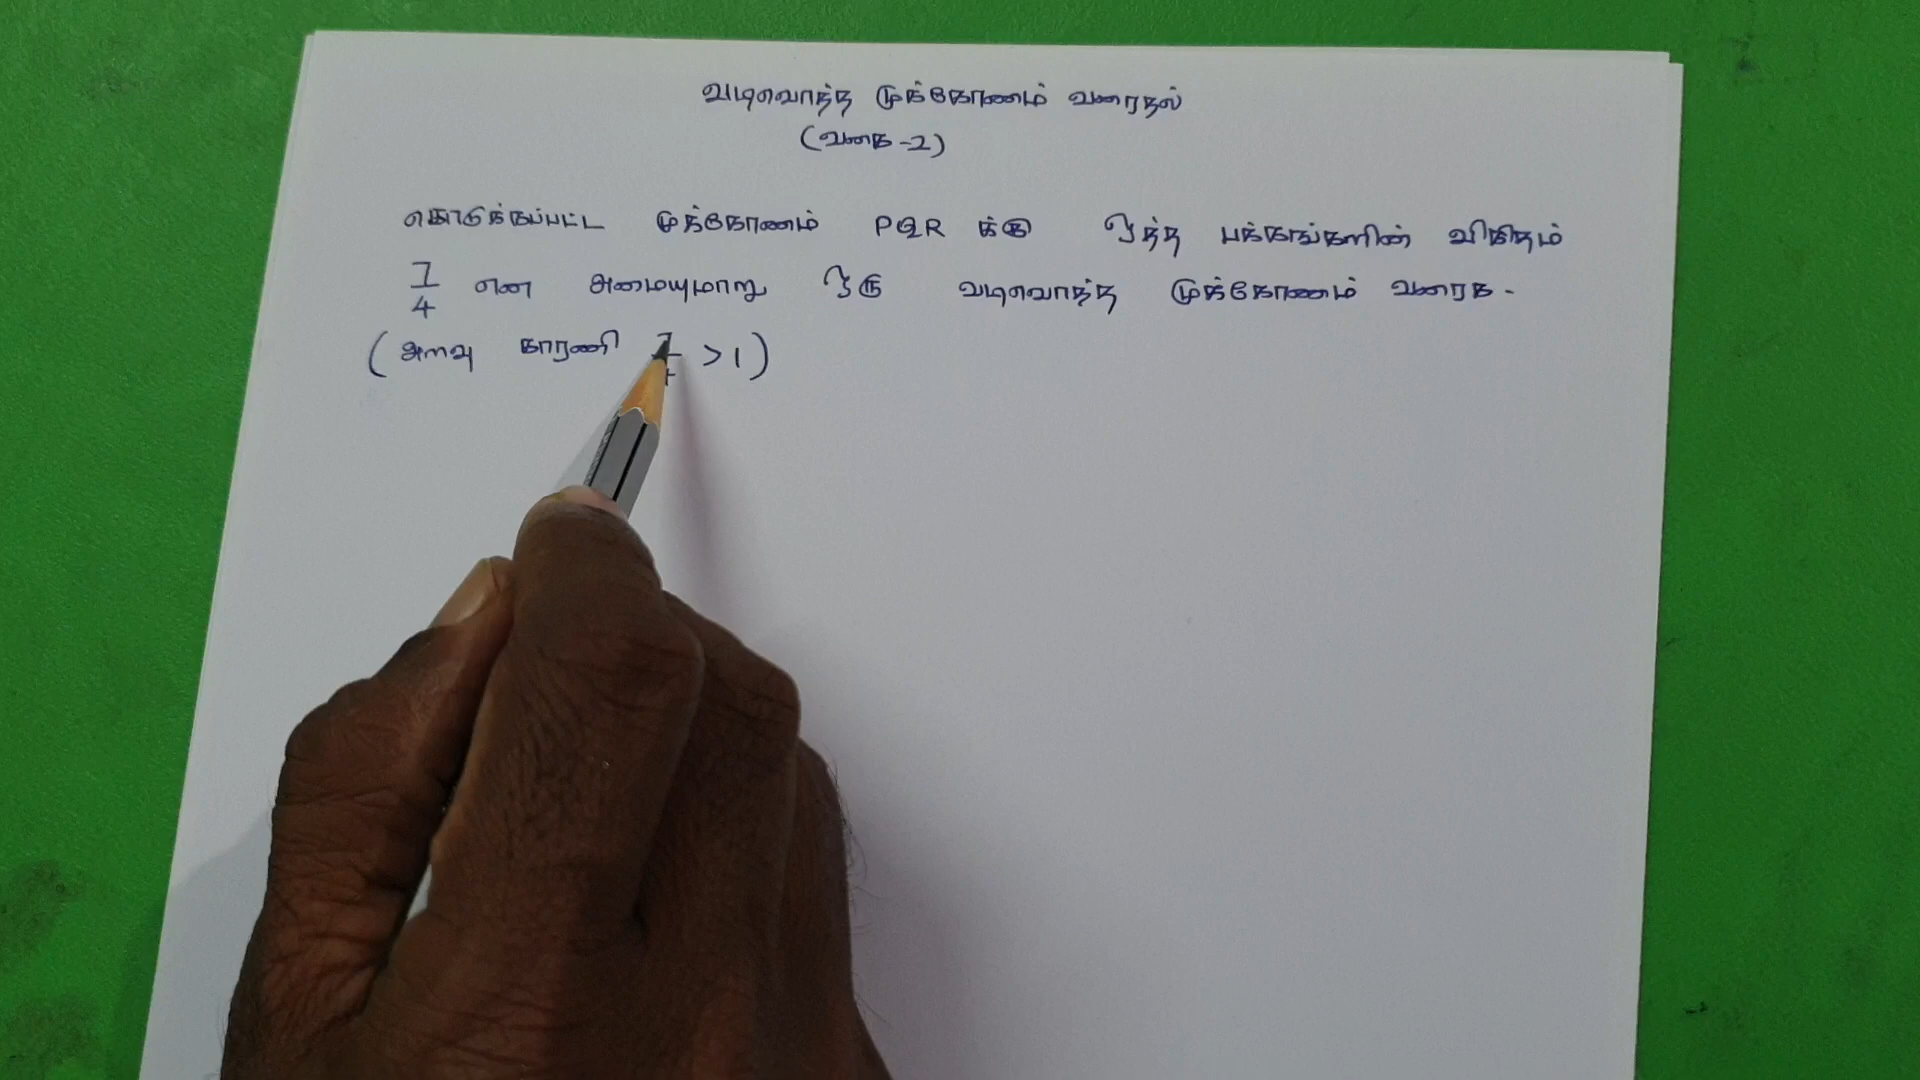 வடிவொத்த முக்கோணம் வரைதல்
(வகை-2)
கொடுக்கப்பட்ட முக்கோணம் PQR க்கு ஒத்த பக்கங்களின் விகிதம்
7/4 என அமையுமாறு ஒரு வடிவொத்த முக்கோணம் வரைக.
(அளவு காரணி 7/4 > 1)